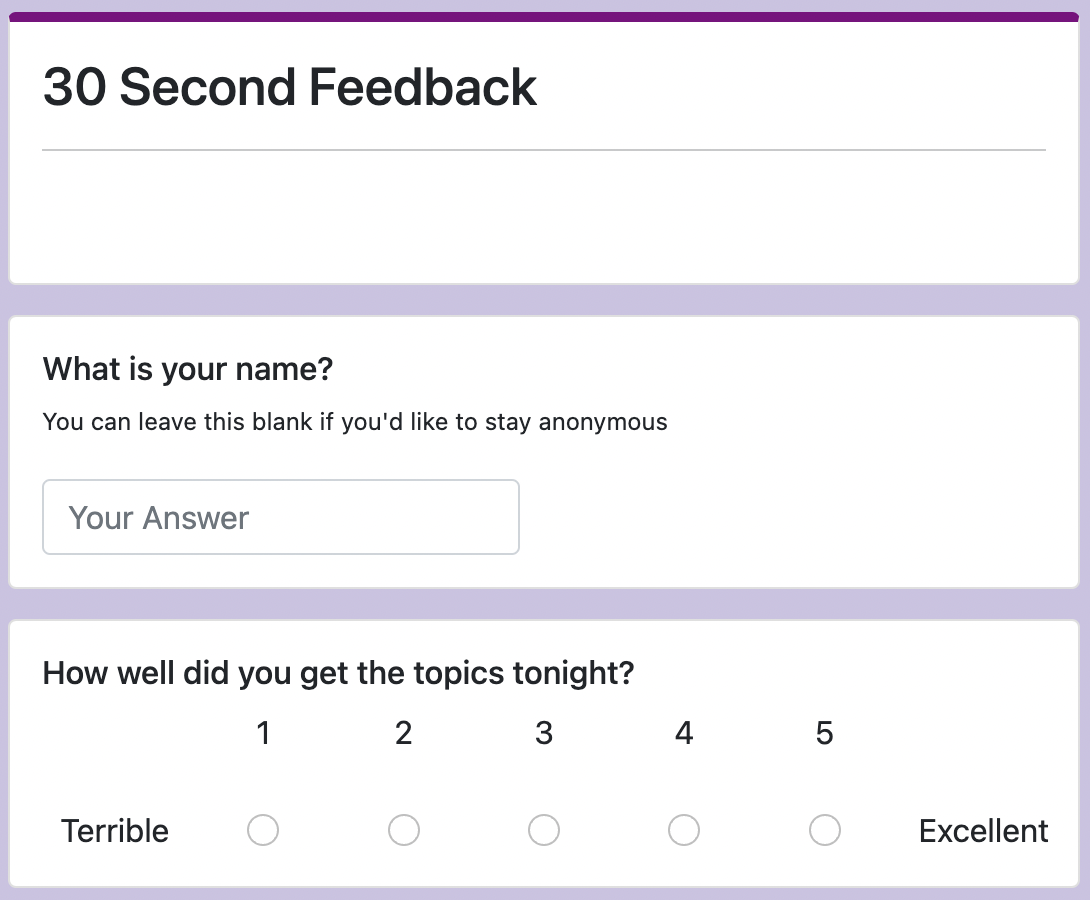 30 Second Feedback
What is your name?
You can leave this blank if you'd like to stay anonymous
Your Answer
How well did you get the topics tonight?
1 2 3 4 5
Terrible Excellent